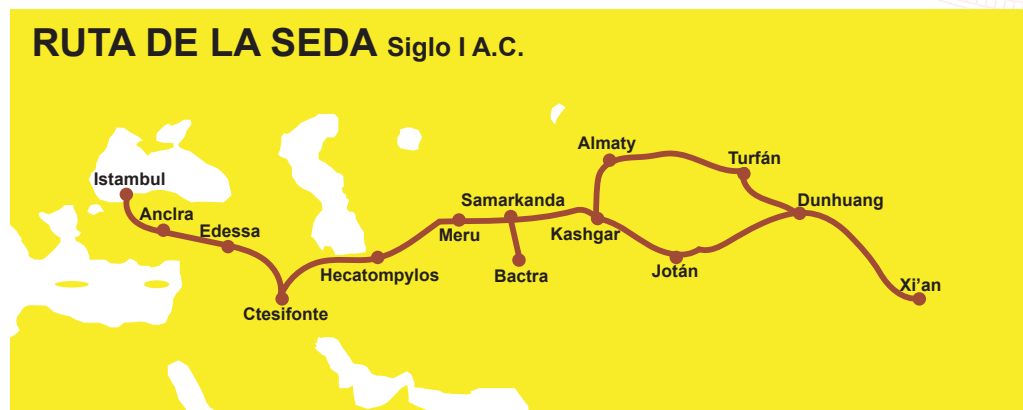 RUTA DE LA SEDA Siglo I A.C.
Almaty
Turfán
Istambul
Samarkanda
Dunhuang
AncIra
Edessa
Meru
Kashgar
Hecatompylos
Bactra
Jotán
Xi’an
Ctesifonte